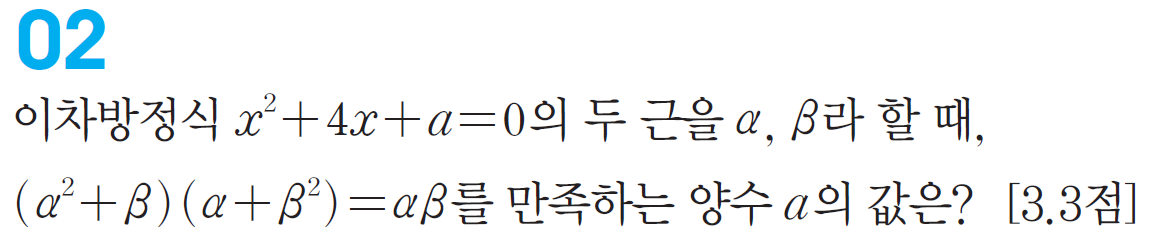 02
이차방정식 x²+4x+a=0의 두 근을 α, β라 할 때,
(α²+β)(α+β²)=αβ를 만족하는 양수 a의 값은? [3.3점]